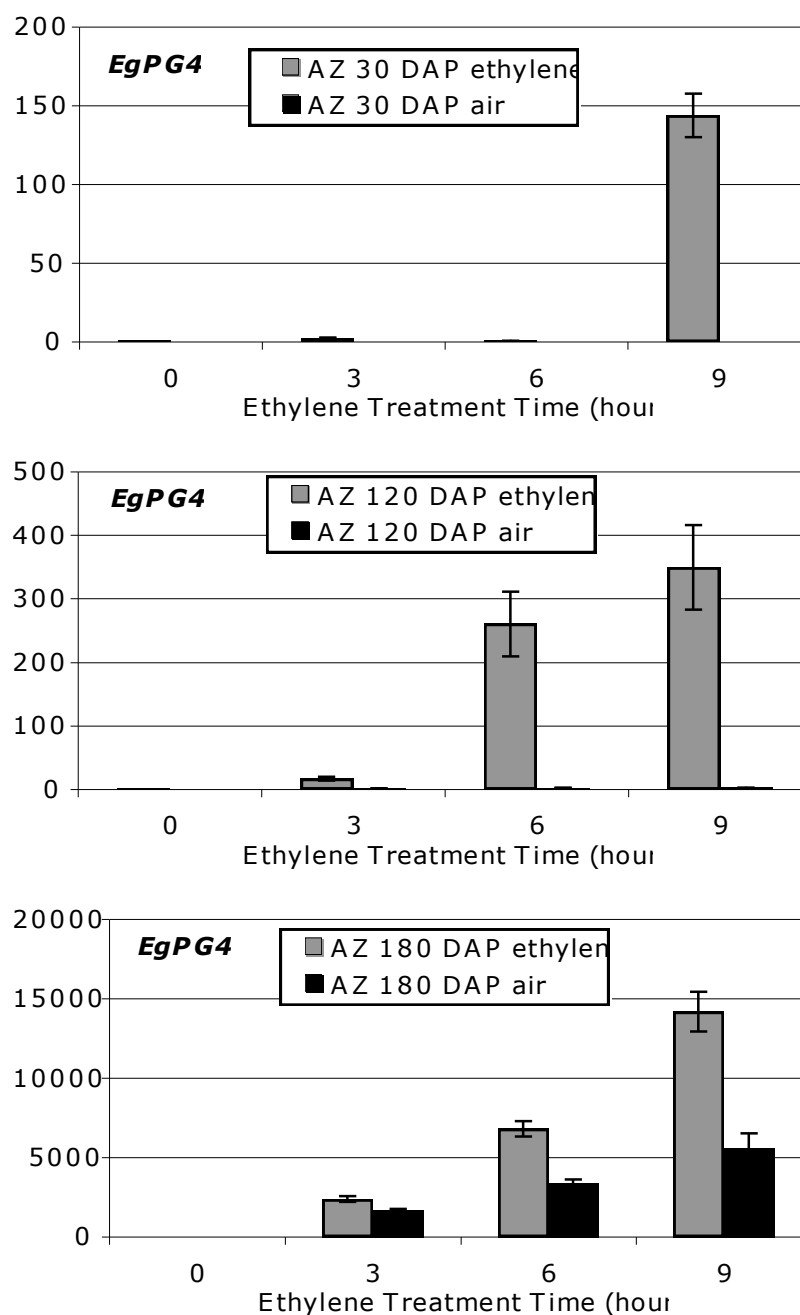 200
EgPG4
AZ 30 DAP ethylene
AZ 30 DAP air
150
100
50
0
0 3 6 9
Ethylene Treatment Time (hour
500
EgPG4
AZ 120 DAP ethylen
AZ 120 DAP air
400
300
200
100
0
0 3 6 9
Ethylene Treatment Time (hour
20000
EgPG4
AZ 180 DAP ethylen
AZ 180 DAP air
15000
10000
5000
0
0 3 6 9
Ethylene Treatment Time (hour